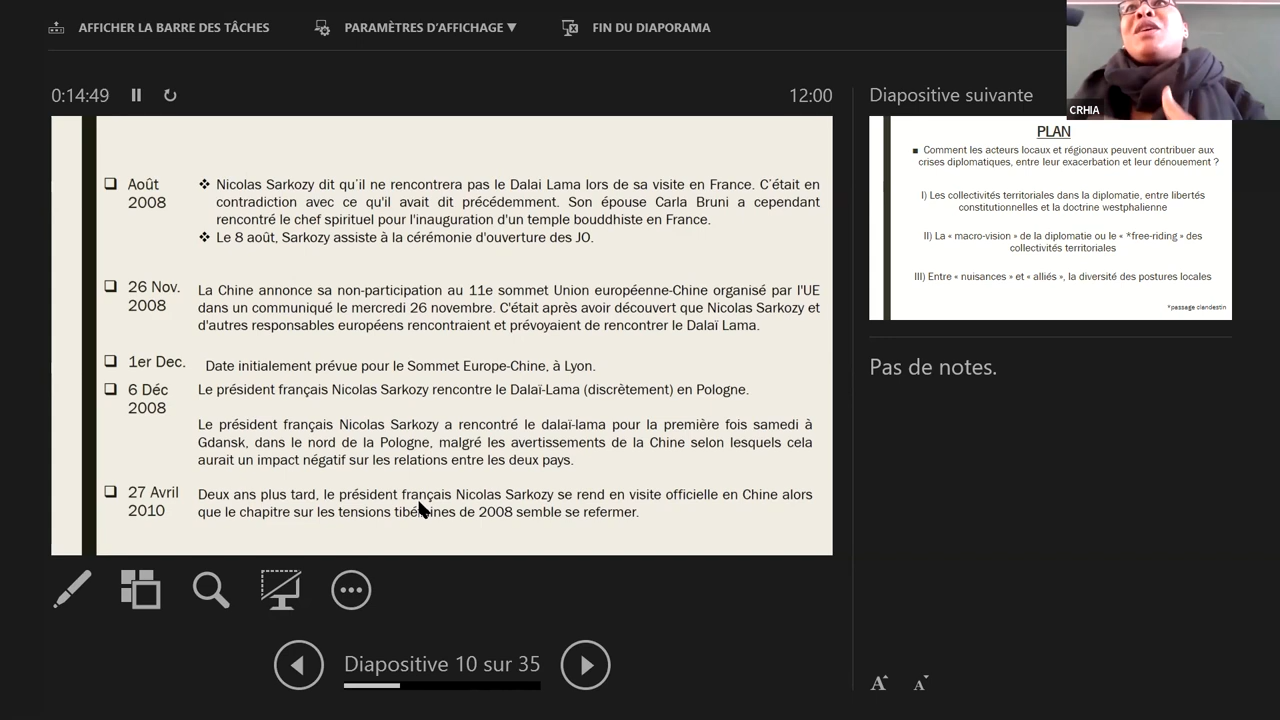 AFFICHER LA BARRE DES TÂCHES
PARAMÈTRES D'AFFICHAGE ▼
FIN DU DIAPORAMA
CRHIA
0:14:49
12:00
Diapositive suivante
Août
2008
Nicolas Sarkozy dit qu'il ne rencontrera pas le Dalai Lama lors de sa visite en France. C'était en
contradiction avec ce qu'il avait dit précédemment. Son épouse Carla Bruni a cependant
rencontré le chef spirituel pour l'inauguration d'un temple bouddhiste en France.
Le 8 août, Sarkozy assiste à la cérémonie d'ouverture des JO.
26 Nov.
2008
La Chine annonce sa non-participation au 11e sommet Union européenne-Chine organisé par l'UE
dans un communiqué le mercredi 26 novembre. C'était après avoir découvert que Nicolas Sarkozy et
d'autres responsables européens rencontraient et prévoyaient de rencontrer le Dalaï Lama.
1er Dec.
Date initialement prévue pour le Sommet Europe-Chine, à Lyon.
6 Déc
2008
Le président français Nicolas Sarkozy rencontre le Dalaï-Lama (discrètement) en Pologne.
Le président français Nicolas Sarkozy a rencontré le dalaï-lama pour la première fois samedi à
Gdansk, dans le nord de la Pologne, malgré les avertissements de la Chine selon lesquels cela
aurait un impact négatif sur les relations entre les deux pays.
27 Avril
2010
Deux ans plus tard, le président français Nicolas Sarkozy se rend en visite officielle en Chine alors
que le chapitre sur les tensions tibétaines de 2008 semble se refermer.
PLAN
Comment les acteurs locaux et régionaux peuvent contribuer aux
crises diplomatiques, entre leur exacerbation et leur dénouement ?
I) Les collectivités territoriales dans la diplomatie, entre libertés
constitutionnelles et la doctrine westphalienne
II) La « macro-vision » de la diplomatie ou le « *free-riding » des
collectivités territoriales
III) Entre « nuisances » et « alliés », la diversité des postures locales
*passage clandestin
Pas de notes.
Diapositive 10 sur 35
A A